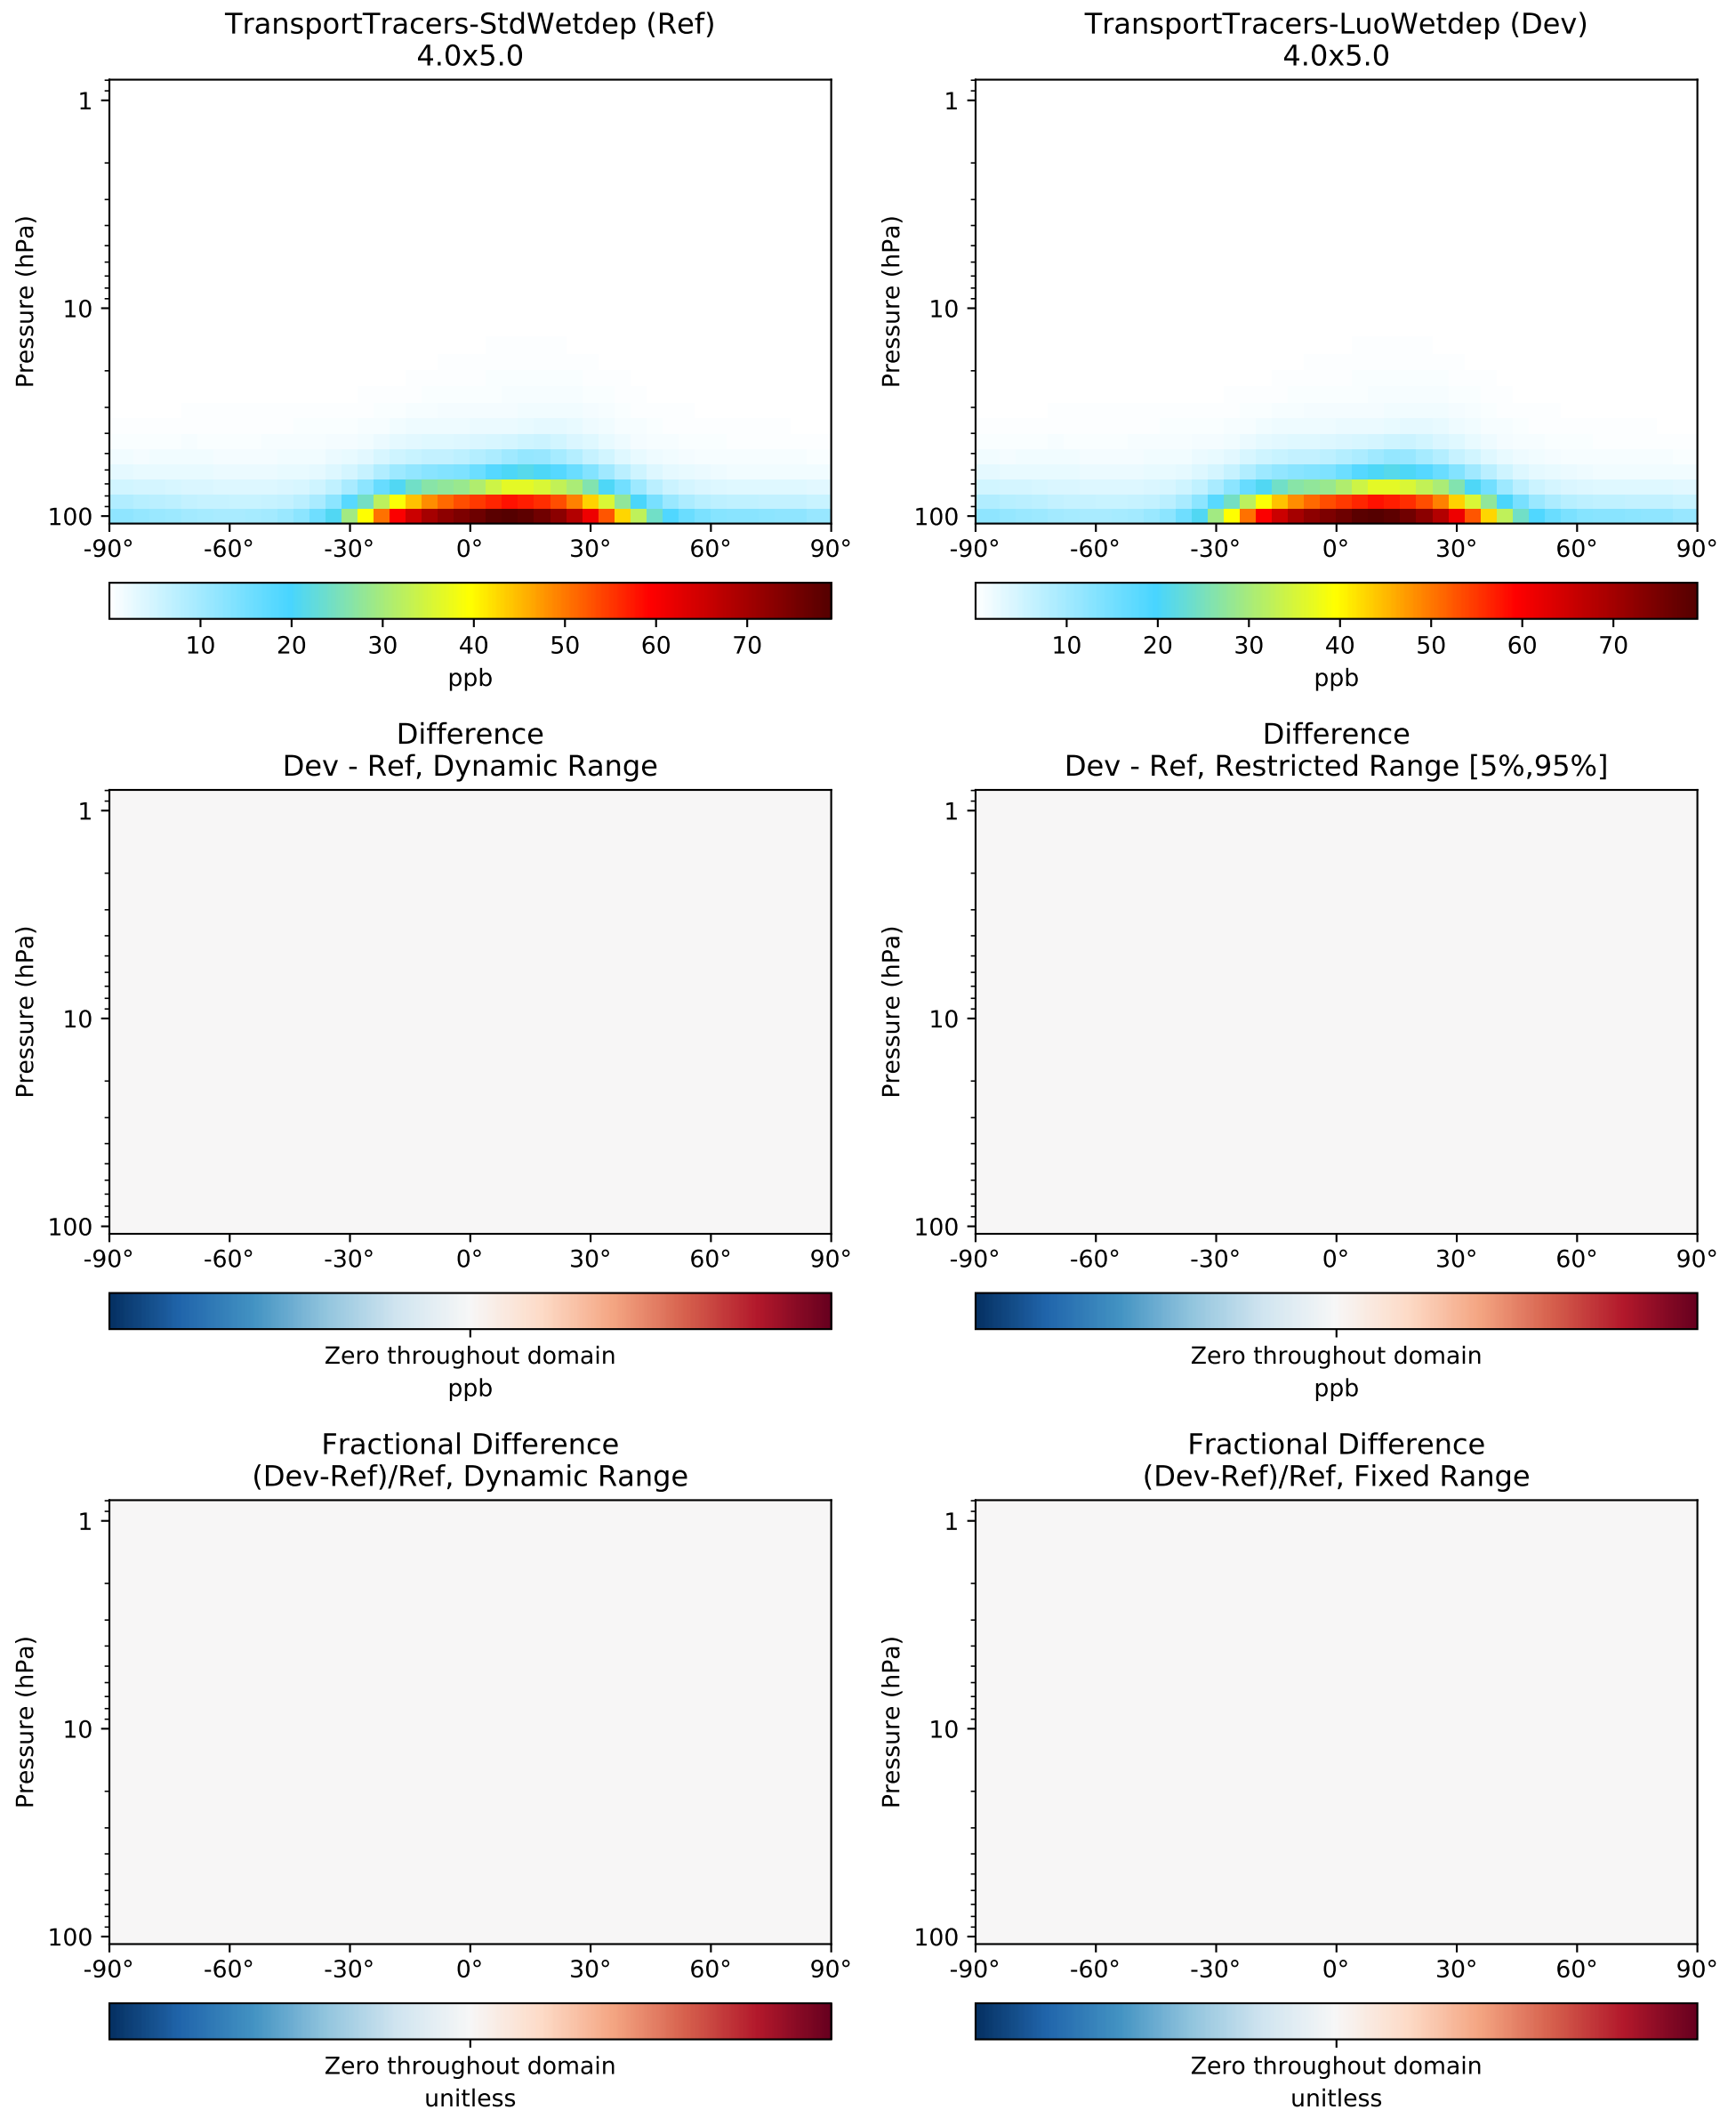 TransportTracers-StdWetdep (Ref)
4.0x5.0
TransportTracers-LuoWetdep (Dev)
4.0x5.0
Pressure (hPa)
1
10
100
-90° -60° -30° 0° 30° 60° 90°
10 20 30 40 50 60 70
ppb
Pressure (hPa)
1
10
100
-90° -60° -30° 0° 30° 60° 90°
10 20 30 40 50 60 70
ppb
Difference
Dev - Ref, Dynamic Range
Difference
Dev - Ref, Restricted Range [5%,95%]
Pressure (hPa)
1
10
100
-90° -60° -30° 0° 30° 60° 90°
Zero throughout domain
ppb
Pressure (hPa)
1
10
100
-90° -60° -30° 0° 30° 60° 90°
Zero throughout domain
ppb
Fractional Difference
(Dev-Ref)/Ref, Dynamic Range
Fractional Difference
(Dev-Ref)/Ref, Fixed Range
Pressure (hPa)
1
10
100
-90° -60° -30° 0° 30° 60° 90°
Zero throughout domain
unitless
Pressure (hPa)
1
10
100
-90° -60° -30° 0° 30° 60° 90°
Zero throughout domain
unitless